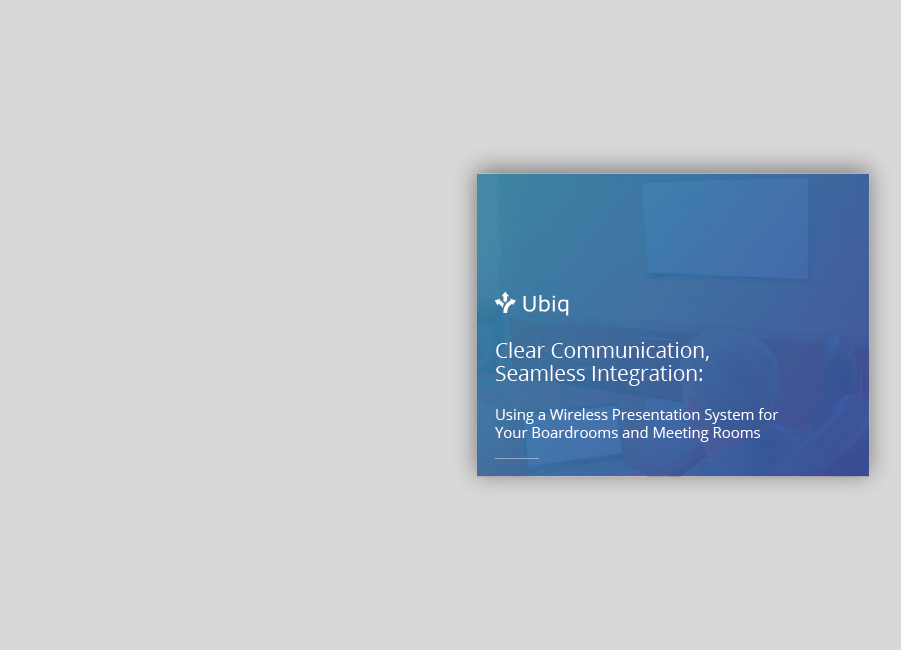 Ubiq
Clear Communication,
Seamless Integration:
Using a Wireless Presentation System for
Your Boardrooms and Meeting Rooms